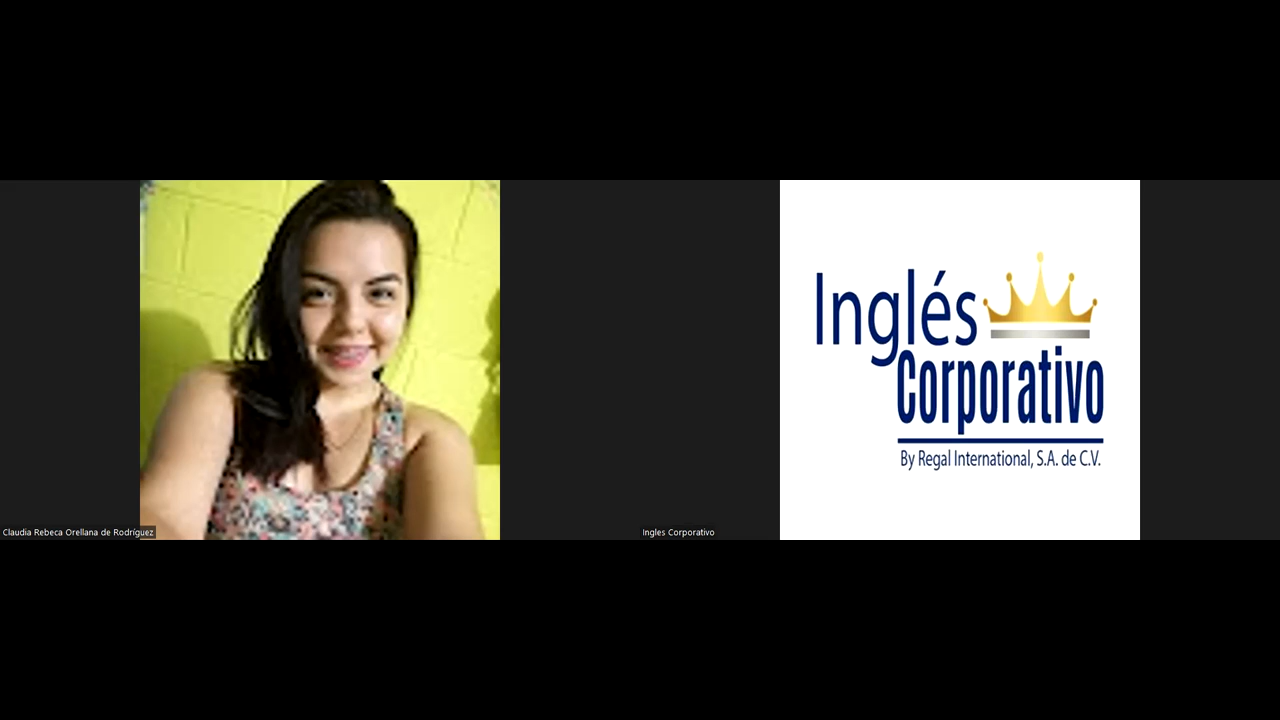 Inglés
Corporativo
By Regal International, S.A. de C.V.
Claudia Rebeca Orellana de Rodríguez
Ingles Corporativo